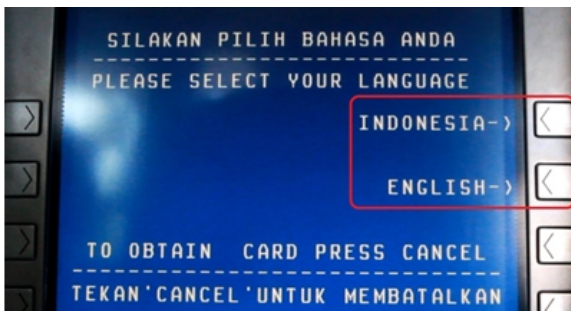 SILAKAN PILIH BAHASA ANDA
PLEASE SELECT YOUR LANGUAGE
INDONESIA->
ENGLISH->
TO OBTAIN CARD PRESS CANCEL
TEKAN'CANCEL'UNTUK MEMBATALKAN